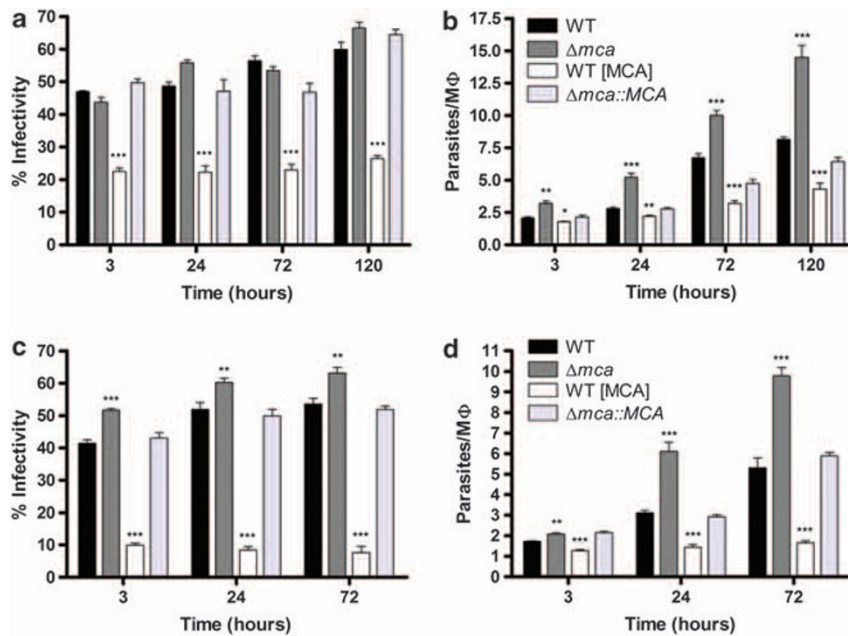 a
% Infectivity
70
60
50
40
30
20
10
0
***
***
***
***
3 24 72 120
Time (hours)
b
WT
Δmca
WT [MCA]
Δmca::MCA
Parasites/MΦ
17.5
15.0
12.5
10.0
7.5
5.0
2.5
0.0
** * *** ** *** *** *** ***
3 24 72 120
Time (hours)
c
% Infectivity
70
60
50
40
30
20
10
0
*** ** **
*** *** ***
3 24 72
Time (hours)
d
WT
Δmca
WT [MCA]
Δmca::MCA
Parasites/MΦ
11
10
9
8
7
6
5
4
3
2
1
0
** *** *** *** *** ***
3 24 72
Time (hours)